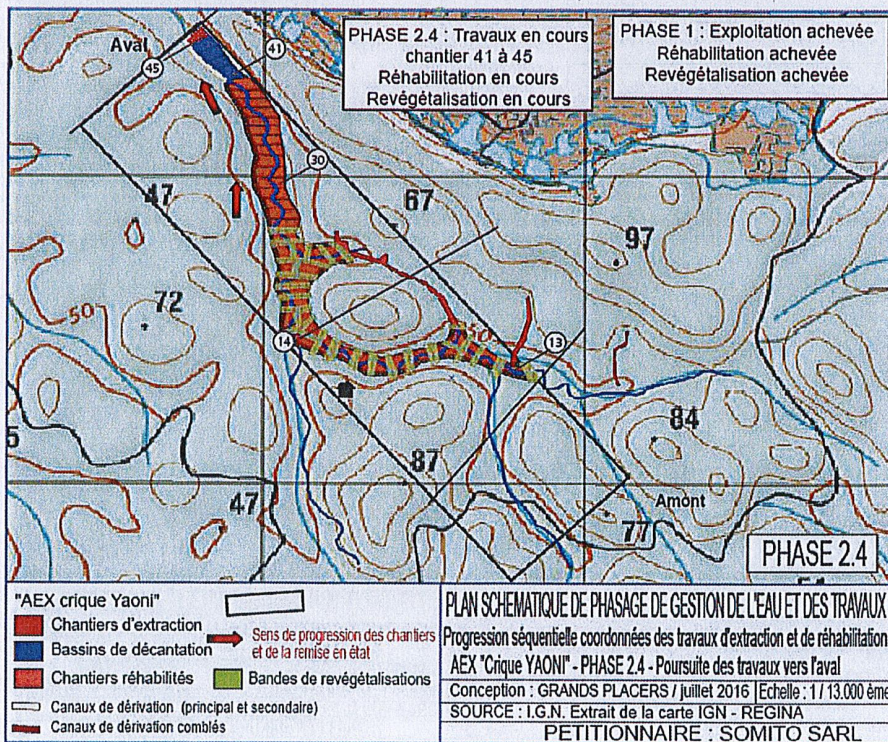 Aval
45
41
PHASE 2.4 : Travaux en cours
chantier 41 à 45
Réhabilitation en cours
Revégétalisation en cours
PHASE 1 : Exploitation achevée
Réhabilitation achevée
Revégétalisation achevée
30
47
67
97
72
50
50
14
13
84
87
47
Amont
77
PHASE 2.4
"AEX crique Yaoni"
Chantiers d'extraction
Bassins de décantation
Sens de progression des chantiers
et de la remise en état
Chantiers réhabilités
Bandes de revégétalisations
Canaux de dérivation (principal et secondaire)
Canaux de dérivation comblés
PLAN SCHEMATIQUE DE PHASAGE DE GESTION DE L'EAU ET DES TRAVAUX
Progression séquentielle coordonnées des travaux d'extraction et de réhabilitation
AEX "Crique YAONI" - PHASE 2.4 - Poursuite des travaux vers l'aval
Conception : GRANDS PLACERS / juillet 2016
Echelle : 1 / 13.000 ème
SOURCE : I.G.N. Extrait de la carte IGN - REGINA
PETITIONNAIRE : SOMITO SARL